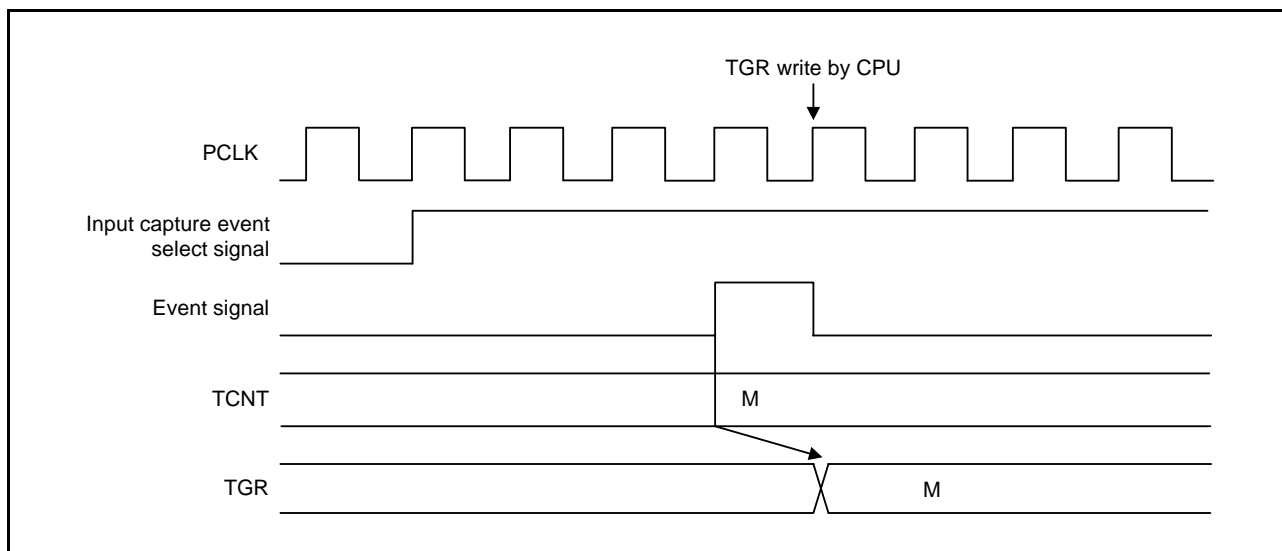 TGR write by CPU
PCLK
Input capture event
select signal
Event signal
TCNT
M
TGR
M